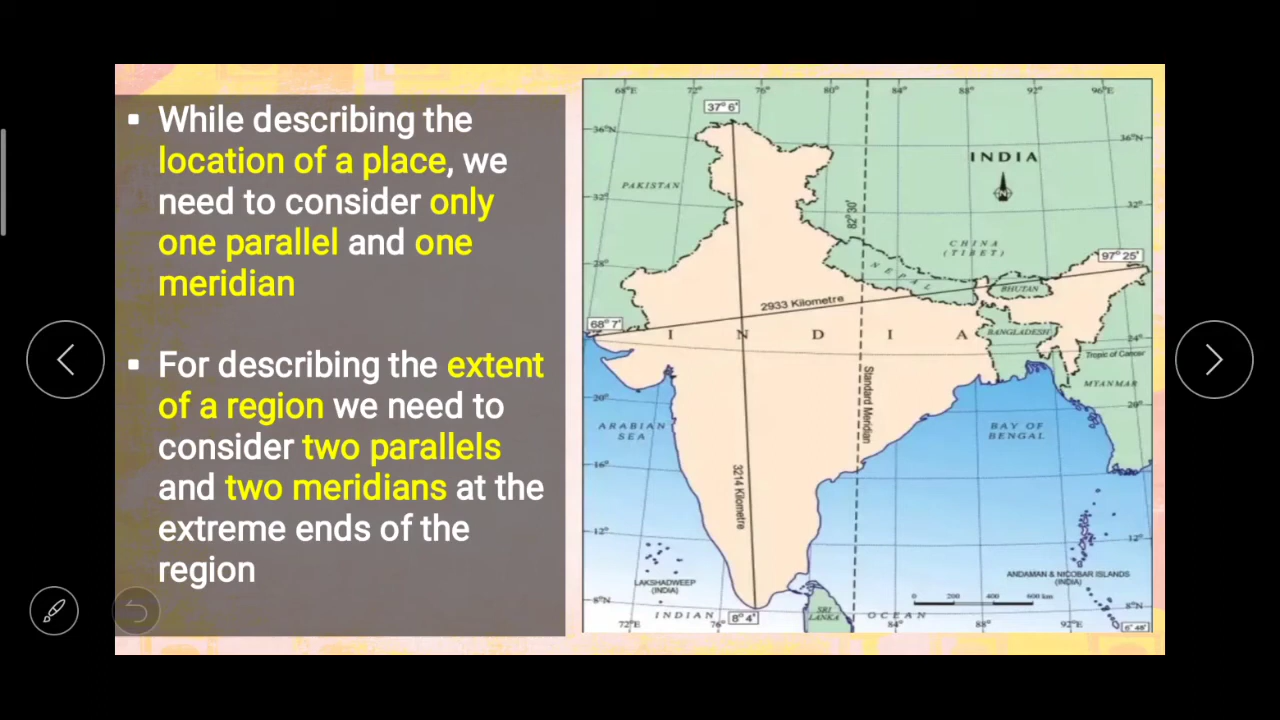 ▪ While describing the
location of a place, we
need to consider only
one parallel and one
meridian
▪ For describing the extent
of a region we need to
consider two parallels
and two meridians at the
extreme ends of the
region
68°E 72° 76° 80° 84° 88° 92° 96°E
37° 6'
36°N 36°N
INDIA
N
PAKISTAN
32° 32°
82° 30'
CHINA
(TIBET)
NEPAL
97° 25'
28°
BHUTAN
2933 Kilometre
68° 7'
I N D I A
BANGLADESH
24°
Tropic of Cancer
MYANMAR
Standard Meridian
20° 20°
ARABIAN
SEA
BAY OF
BENGAL
16°
3214 Kilometre
12° 12°
LAKSHADWEEP
(INDIA)
ANDAMAN & NICOBAR ISLANDS
(INDIA)
0 200 400 600 km
8°N 8°N
SRI
LANKA
INDIAN OCEAN
8° 4'
72°E 76° 84° 88° 92°E
6° 45'